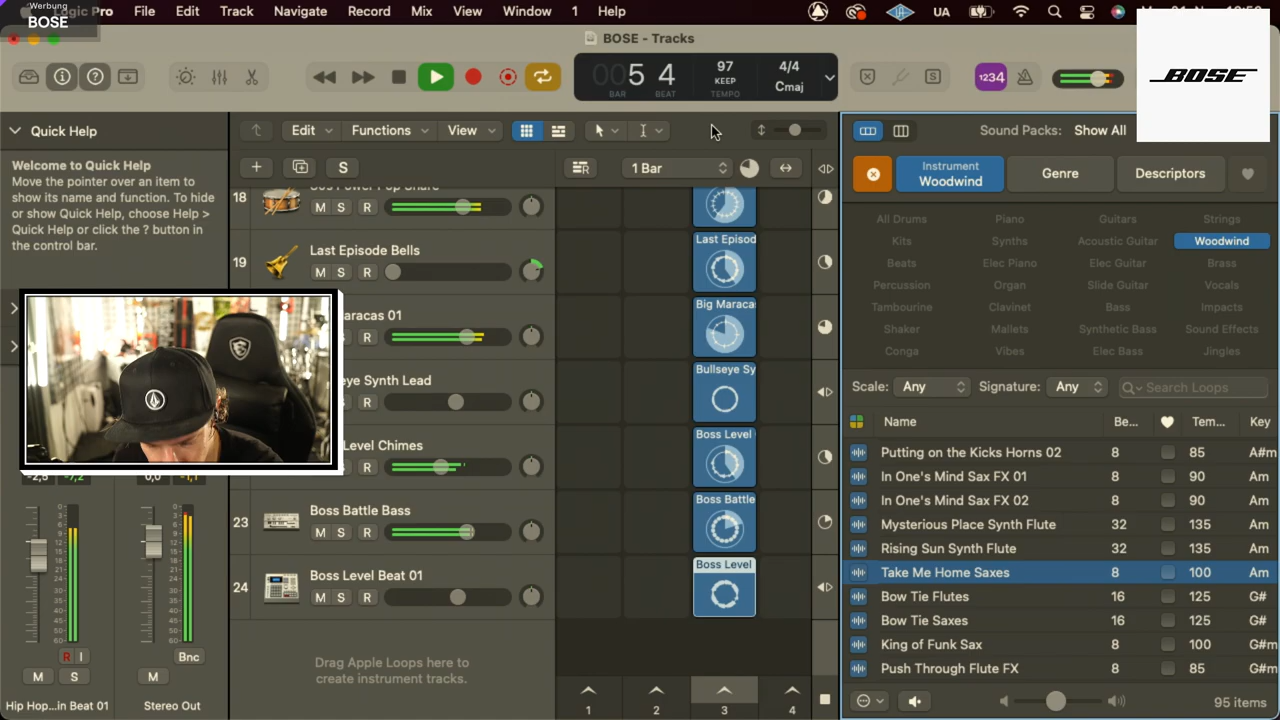 Werbung
BOSE
Logic Pro File Edit Track Navigate Record Mix View Window 1 Help
UA
BOSE - Tracks
BOSE
005 4
BAR BEAT
97
KEEP
TEMPO
4/4
Cmaj
1234
S
Quick Help
Edit Functions View
Sound Packs: Show All
Welcome to Quick Help
Move the pointer over an item to
show its name and function. To hide
or show Quick Help, choose Help >
Quick Help or click the ? button in
the control bar.
S
1 Bar
Instrument
Woodwind
Genre
Descriptors
18
M S R
19
Last Episode Bells
M S R
Last Episod
aracas 01
R
Big Maracas
eye Synth Lead
R
Bullseye Sy
Level Chimes
R
Boss Level
23
Boss Battle Bass
M S R
Boss Battle
24
Boss Level Beat 01
M S R
Boss Level
Drag Apple Loops here to
create instrument tracks.
1 2 3 4
All Drums Piano Guitars Strings
Kits Synths Acoustic Guitar Woodwind
Beats Elec Piano Elec Guitar Brass
Percussion Organ Slide Guitar Vocals
Tambourine Clavinet Bass Impacts
Shaker Mallets Synthetic Bass Sound Effects
Conga Vibes Elec Bass Jingles
Scale: Any Signature: Any Search Loops
Name Be... Tem... Key
Putting on the Kicks Horns 02 8 85 A#m
In One's Mind Sax FX 01 8 90 Am
In One's Mind Sax FX 02 8 90 Am
Mysterious Place Synth Flute 32 135 Am
Rising Sun Synth Flute 32 135 Am
Take Me Home Saxes 8 100 Am
Bow Tie Flutes 16 125 G#
Bow Tie Saxes 16 125 G#
King of Funk Sax 8 100 G#m
Push Through Flute FX 8 85 G#m
95 items
-2,5 -7,2 0,0 -1,1
R I
Bnc
M S M
Hip Hop...in Beat 01 Stereo Out